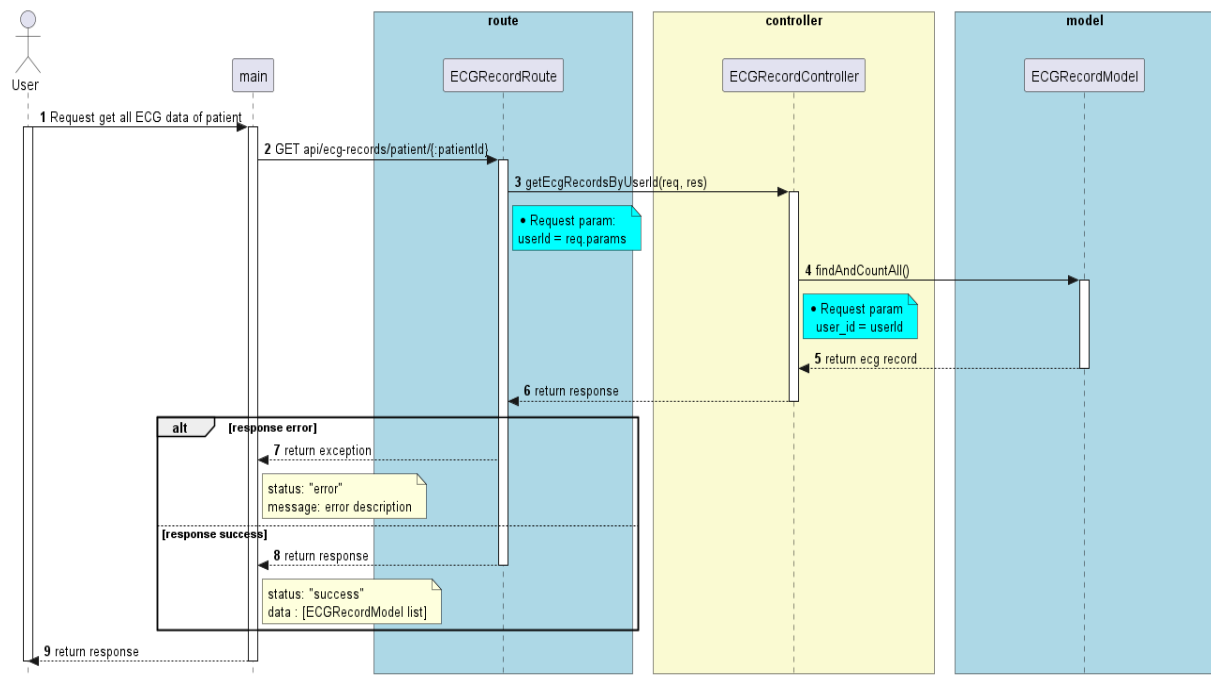 route
controller
model
User
main
ECGRecordRoute
ECGRecordController
ECGRecordModel
1 Request get all ECG data of patient
2 GET api/ecg-records/patient/{:patientId}
3 getEcgRecordsByUserId(req, res)
• Request param:
userId = req.params
4 findAndCountAll()
• Request param
user_id = userId
5 return ecg record
6 return response
alt [response error]
7 return exception
status: "error"
message: error description
[response success]
8 return response
status: "success"
data : [ECGRecordModel list]
9 return response